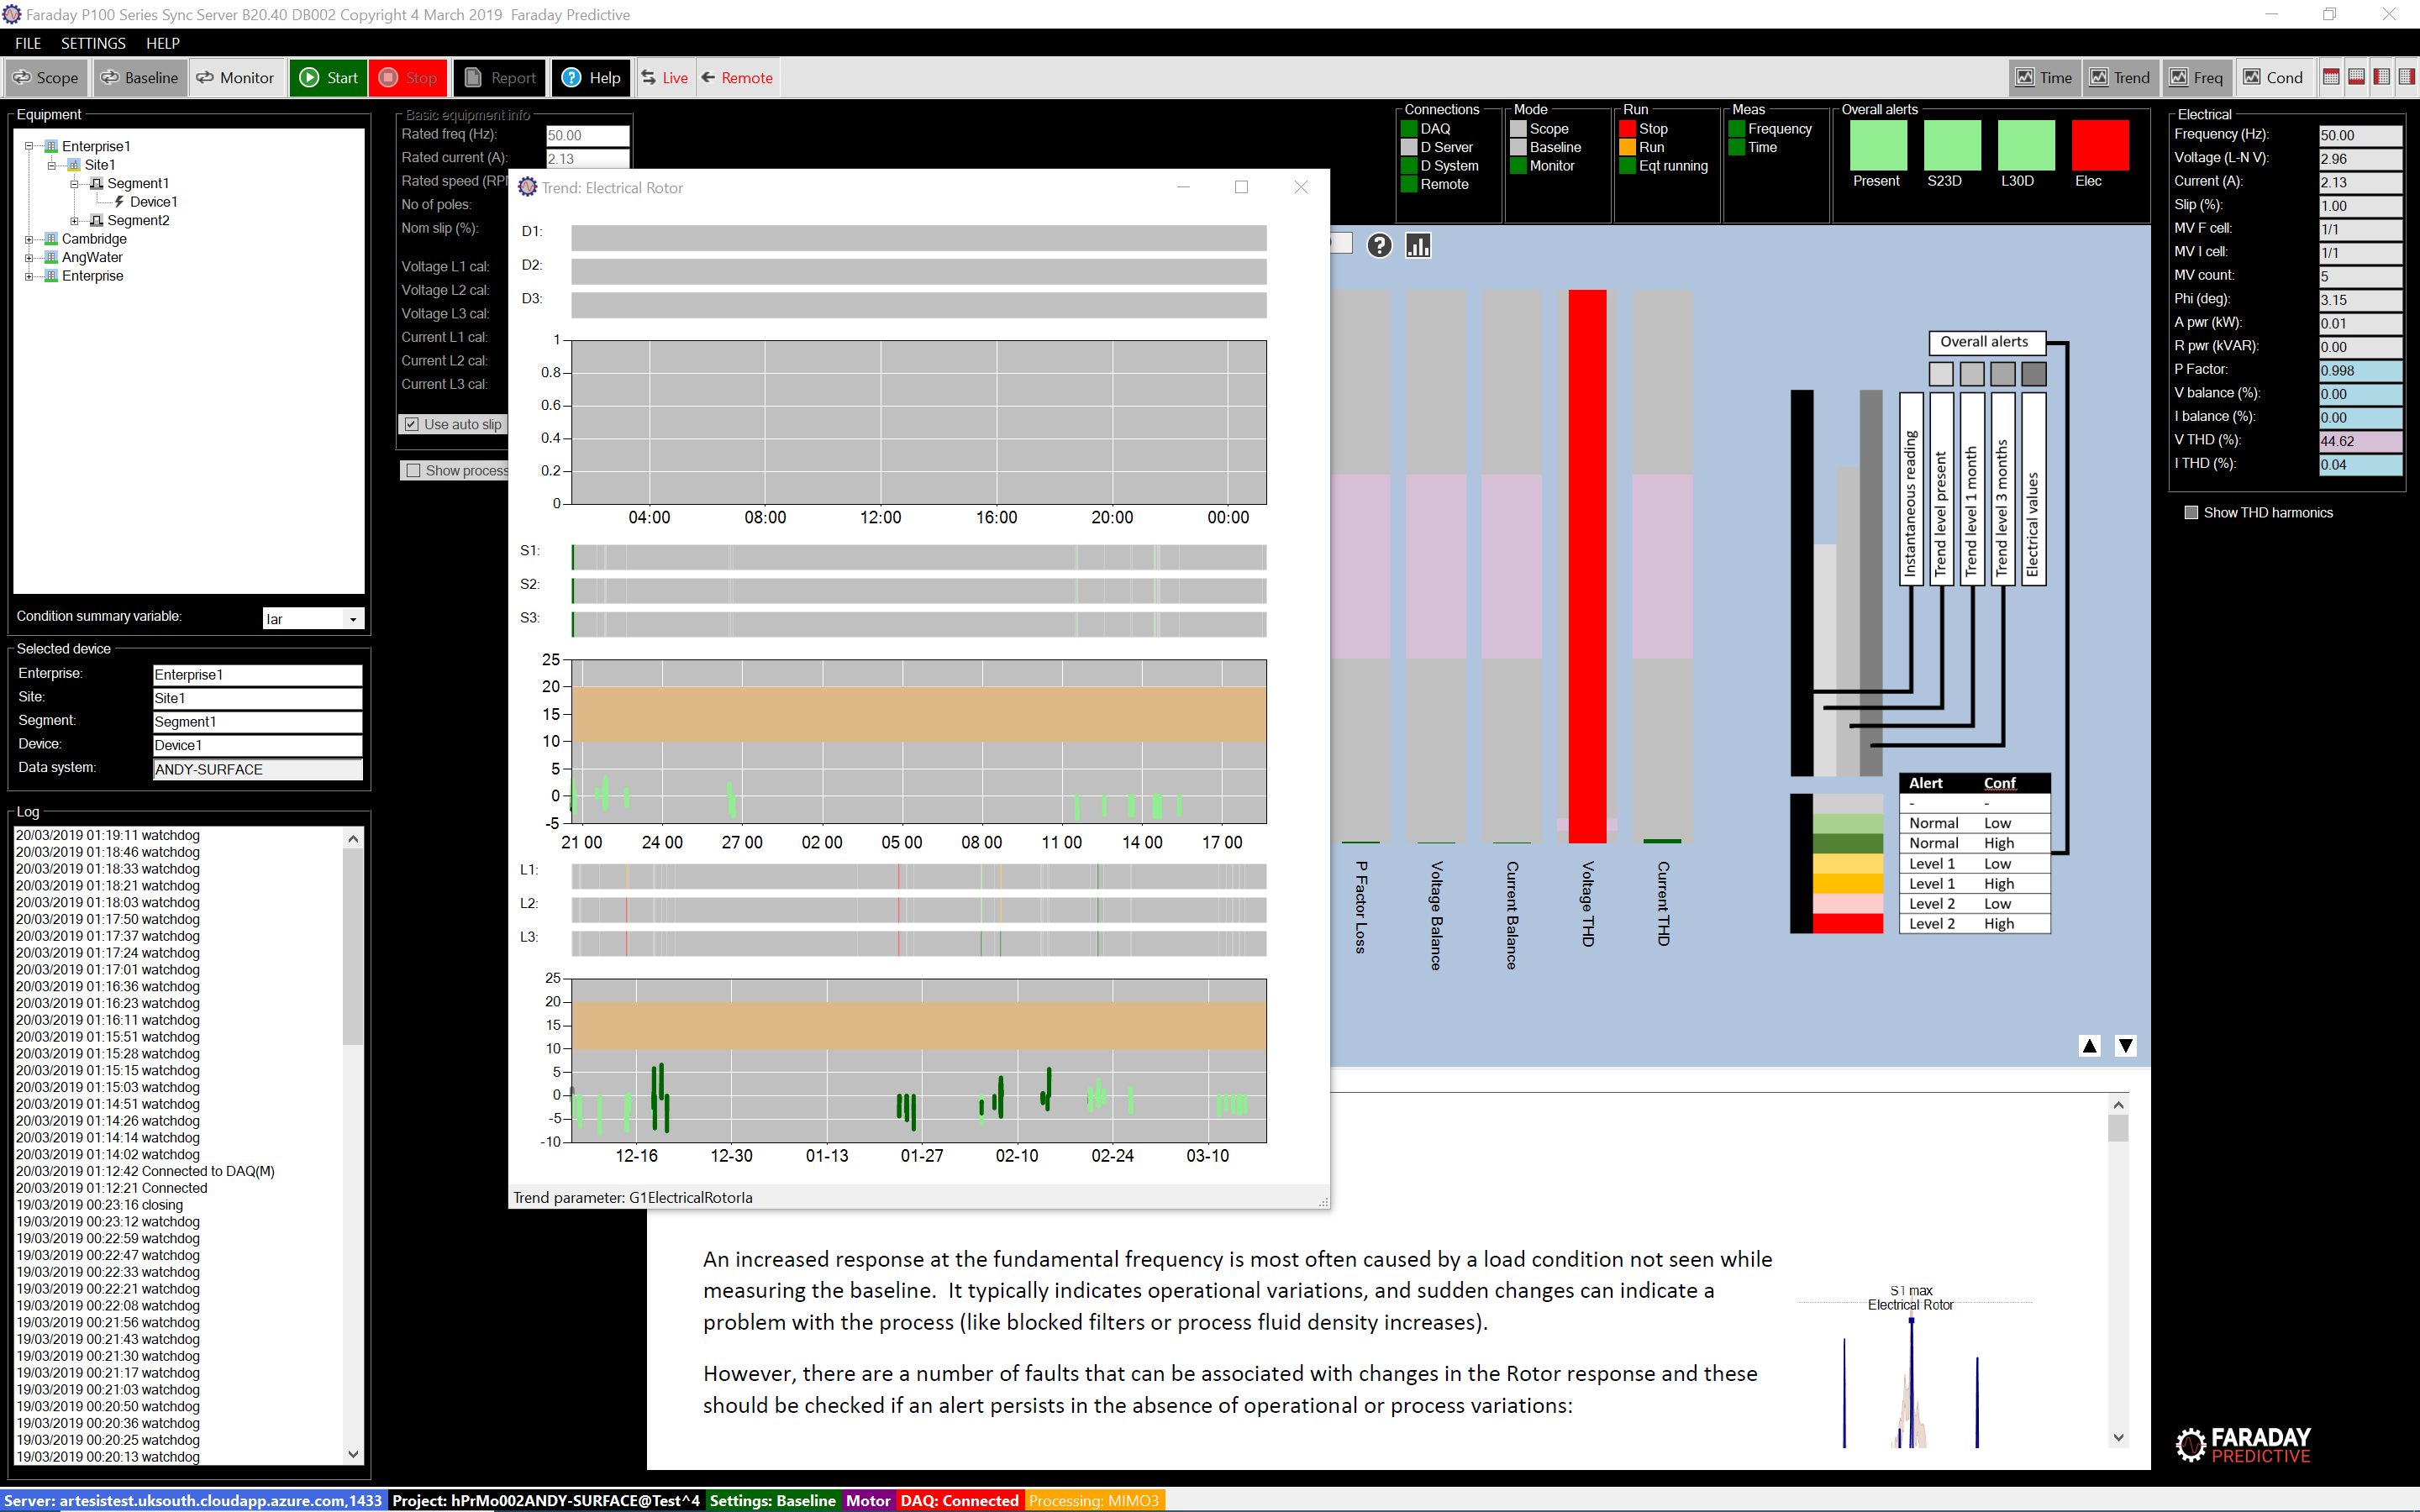 Faraday P100 Series Sync Server B20.40 DB002 Copyright 4 March 2019  Faraday Predictive
FILE SETTINGS HELP
Scope Baseline Monitor Start Stop Report Help Live Remote Time Trend Freq Cond
Equipment
Enterprise1
Site1
Segment1
Device1
Segment2
Cambridge
AngWater
Enterprise
Condition summary variable: Iar
Selected device
Enterprise: Enterprise1
Site: Site1
Segment: Segment1
Device: Device1
Data system: ANDY-SURFACE
Log
20/03/2019 01:19:11 watchdog
20/03/2019 01:18:46 watchdog
20/03/2019 01:18:33 watchdog
20/03/2019 01:18:21 watchdog
20/03/2019 01:18:03 watchdog
20/03/2019 01:17:50 watchdog
20/03/2019 01:17:37 watchdog
20/03/2019 01:17:24 watchdog
20/03/2019 01:17:01 watchdog
20/03/2019 01:16:36 watchdog
20/03/2019 01:16:23 watchdog
20/03/2019 01:16:11 watchdog
20/03/2019 01:15:51 watchdog
20/03/2019 01:15:28 watchdog
20/03/2019 01:15:15 watchdog
20/03/2019 01:15:03 watchdog
20/03/2019 01:14:51 watchdog
20/03/2019 01:14:26 watchdog
20/03/2019 01:14:14 watchdog
20/03/2019 01:14:02 watchdog
20/03/2019 01:12:42 Connected to DAQ(M)
20/03/2019 01:12:21 Connected
19/03/2019 00:23:16 closing
19/03/2019 00:23:12 watchdog
19/03/2019 00:22:59 watchdog
19/03/2019 00:22:47 watchdog
19/03/2019 00:22:33 watchdog
19/03/2019 00:22:21 watchdog
19/03/2019 00:22:08 watchdog
19/03/2019 00:21:56 watchdog
19/03/2019 00:21:43 watchdog
19/03/2019 00:21:30 watchdog
19/03/2019 00:21:17 watchdog
19/03/2019 00:21:03 watchdog
19/03/2019 00:20:50 watchdog
19/03/2019 00:20:36 watchdog
19/03/2019 00:20:25 watchdog
19/03/2019 00:20:13 watchdog
Basic equipment info
Rated freq (Hz): 50.00
Rated current (A): 2.13
Rated speed (RP
No of poles:
Nom slip (%):
Voltage L1 cal:
Voltage L2 cal:
Voltage L3 cal:
Current L1 cal:
Current L2 cal:
Current L3 cal:
Use auto slip
Show process
Trend: Electrical Rotor
D1:
D2:
D3:
1
0.8
0.6
0.4
0.2
0
04:00 08:00 12:00 16:00 20:00 00:00
S1:
S2:
S3:
25
20
15
10
5
0
-5
21 00 24 00 27 00 02 00 05 00 08 00 11 00 14 00 17 00
L1:
L2:
L3:
25
20
15
10
5
0
-5
-10
12-16 12-30 01-13 01-27 02-10 02-24 03-10
Trend parameter: G1ElectricalRotorIa
Connections
DAQ
D Server
D System
Remote
Mode
Scope
Baseline
Monitor
Run
Stop
Run
Eqt running
Meas
Frequency
Time
Overall alerts
Present S23D L30D Elec
P Factor Loss
Voltage Balance
Current Balance
Voltage THD
Current THD
Overall alerts
Instantaneous reading
Trend level present
Trend level 1 month
Trend level 3 months
Electrical values
Alert Conf
- -
Normal Low
Normal High
Level 1 Low
Level 1 High
Level 2 Low
Level 2 High
An increased response at the fundamental frequency is most often caused by a load condition not seen while
measuring the baseline.  It typically indicates operational variations, and sudden changes can indicate a
problem with the process (like blocked filters or process fluid density increases).
However, there are a number of faults that can be associated with changes in the Rotor response and these
should be checked if an alert persists in the absence of operational or process variations:
S1 max
Electrical Rotor
Electrical
Frequency (Hz): 50.00
Voltage (L-N V): 2.96
Current (A): 2.13
Slip (%): 1.00
MV F cell: 1/1
MV I cell: 1/1
MV count: 5
Phi (deg): 3.15
A pwr (kW): 0.01
R pwr (kVAR): 0.00
P Factor: 0.998
V balance (%): 0.00
I balance (%): 0.00
V THD (%): 44.62
I THD (%): 0.04
Show THD harmonics
FARADAY
PREDICTIVE
Server: artesistest.uksouth.cloudapp.azure.com,1433 Project: hPrMo002ANDY-SURFACE@Test^4 Settings: Baseline Motor DAQ: Connected Processing: MIMO3